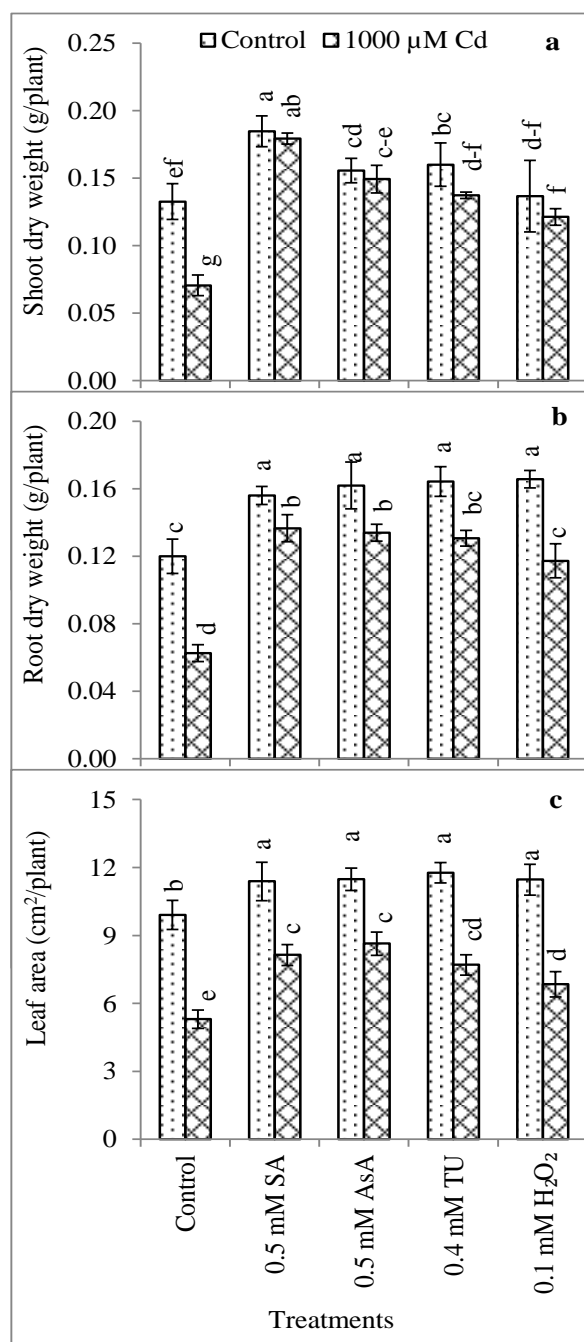 Control 1000 µM Cd a
Shoot dry weight (g/plant)
0.25
0.20
0.15
0.10
0.05
0.00
ef g a ab cd c-e bc d-f d-f f
b
Root dry weight (g/plant)
0.20
0.16
0.12
0.08
0.04
0.00
c d a b a b a bc a c
c
Leaf area (cm²/plant)
15
12
9
6
3
0
b e a c a c a cd a d
Control
0.5 mM SA
0.5 mM AsA
0.4 mM TU
0.1 mM H₂O₂
Treatments